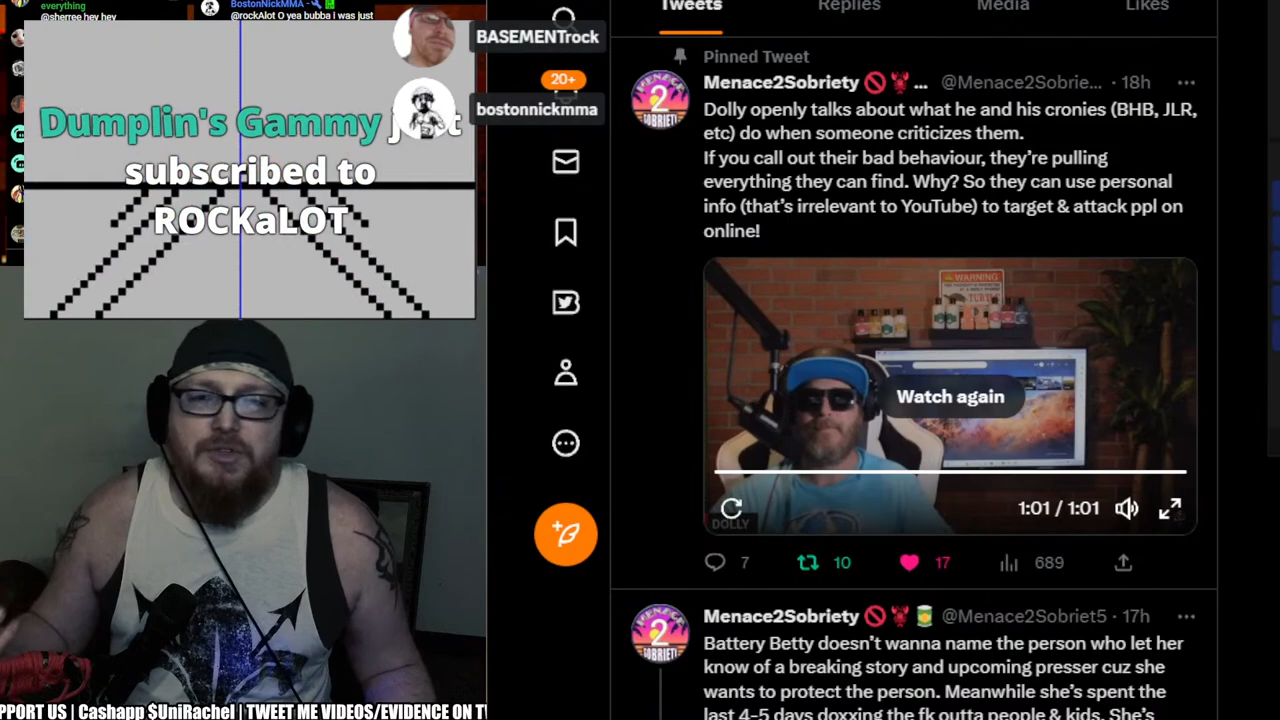 everything
@sherree hey hey
BostonNickMMA -
@rockAlot O yea bubba i was just
BASEMENTrock
bostonnickmma
Dumplin's Gammy
subscribed to
ROCKaLOT
PPORT US | Cashapp $UniRachel | TWEET ME VIDEOS/EVIDENCE ON
20+
Tweets
Replies
Media
Likes
Pinned Tweet
Menace2Sobriety 🚫 🦞 ... @Menace2Sobrie... · 18h
Dolly openly talks about what he and his cronies (BHB, JLR,
etc) do when someone criticizes them.
If you call out their bad behaviour, they're pulling
everything they can find. Why? So they can use personal
info (that's irrelevant to YouTube) to target & attack ppl on
online!
WARNING
Watch again
1:01 / 1:01
DOLLY
7
10
17
689
Menace2Sobriety 🚫 🦞 🥫 @Menace2Sobriet5 · 17h
Battery Betty doesn't wanna name the person who let her
know of a breaking story and upcoming presser cuz she
wants to protect the person. Meanwhile she's spent the
last 4-5 days doxxing the fk outta people & kids. She's